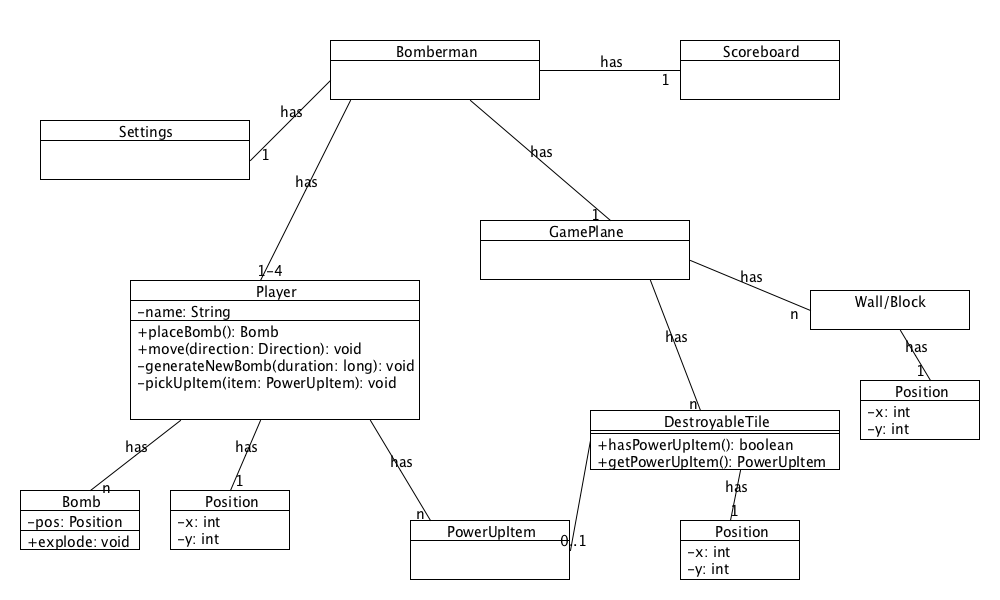 Bomberman
Scoreboard
has
1
Settings
has
1
has
has
1
GamePlane
1-4
Player
-name: String
+placeBomb(): Bomb
+move(direction: Direction): void
-generateNewBomb(duration: long): void
-pickUpItem(item: PowerUpItem): void
has
n
Wall/Block
has
1
Position
-x: int
-y: int
has
n
DestroyableTile
+hasPowerUpItem(): boolean
+getPowerUpItem(): PowerUpItem
has
n
Bomb
-pos: Position
+explode: void
has
1
Position
-x: int
-y: int
has
n
PowerUpItem
0..1
has
1
Position
-x: int
-y: int